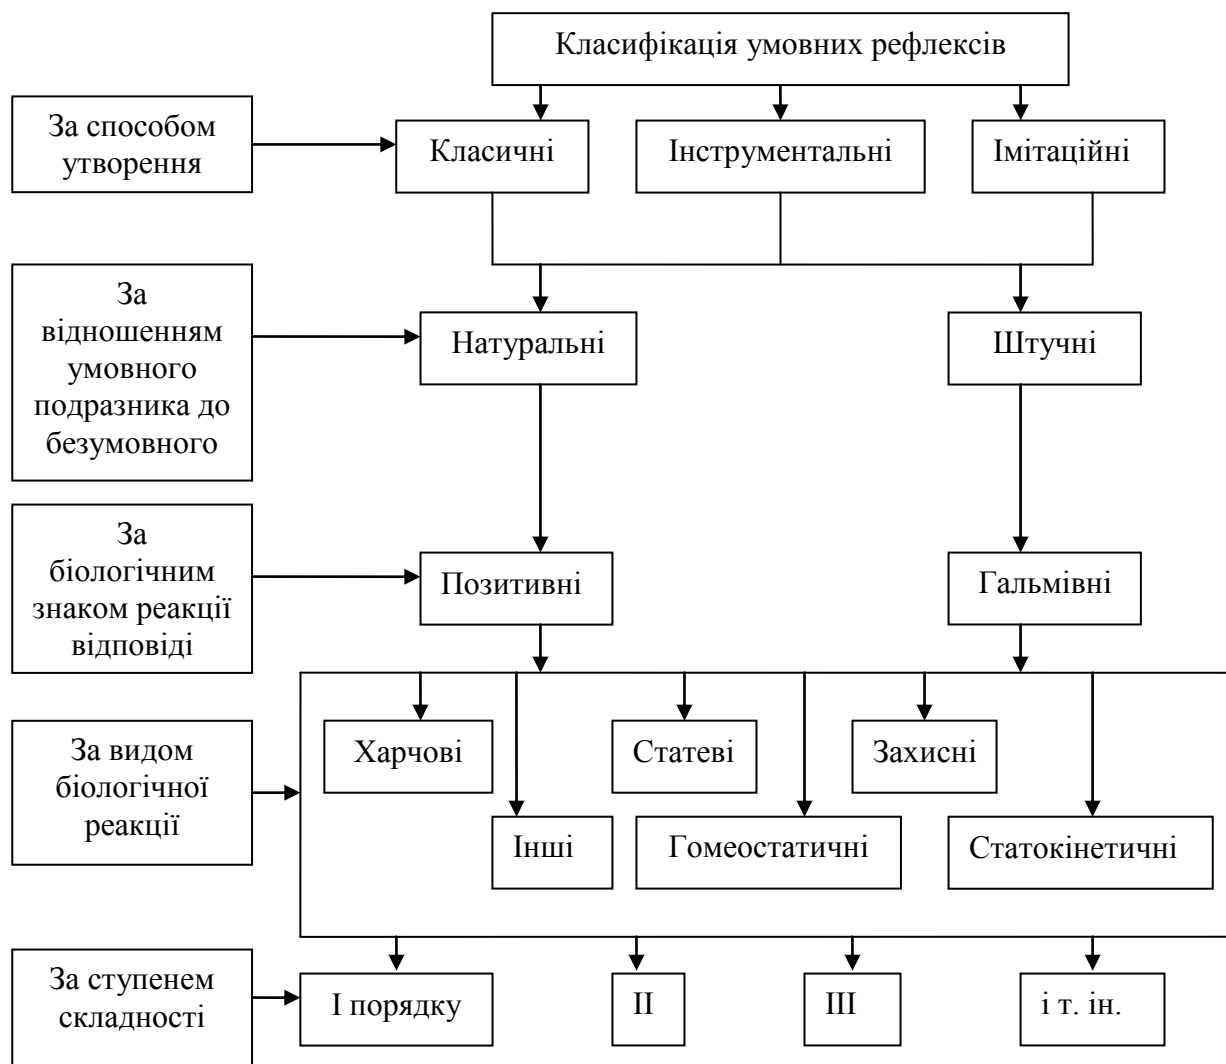 Класифікація умовних рефлексів
За способом
утворення
Класичні
Інструментальні
Імітаційні
За
відношенням
умовного
подразника до
безумовного
Натуральні
Штучні
За
біологічним
знаком реакції
відповіді
Позитивні
Гальмівні
За видом
біологічної
реакції
Харчові
Статеві
Захисні
Інші
Гомеостатичні
Статокінетичні
За ступенем
складності
І порядку
ІІ
ІІІ
і т. ін.